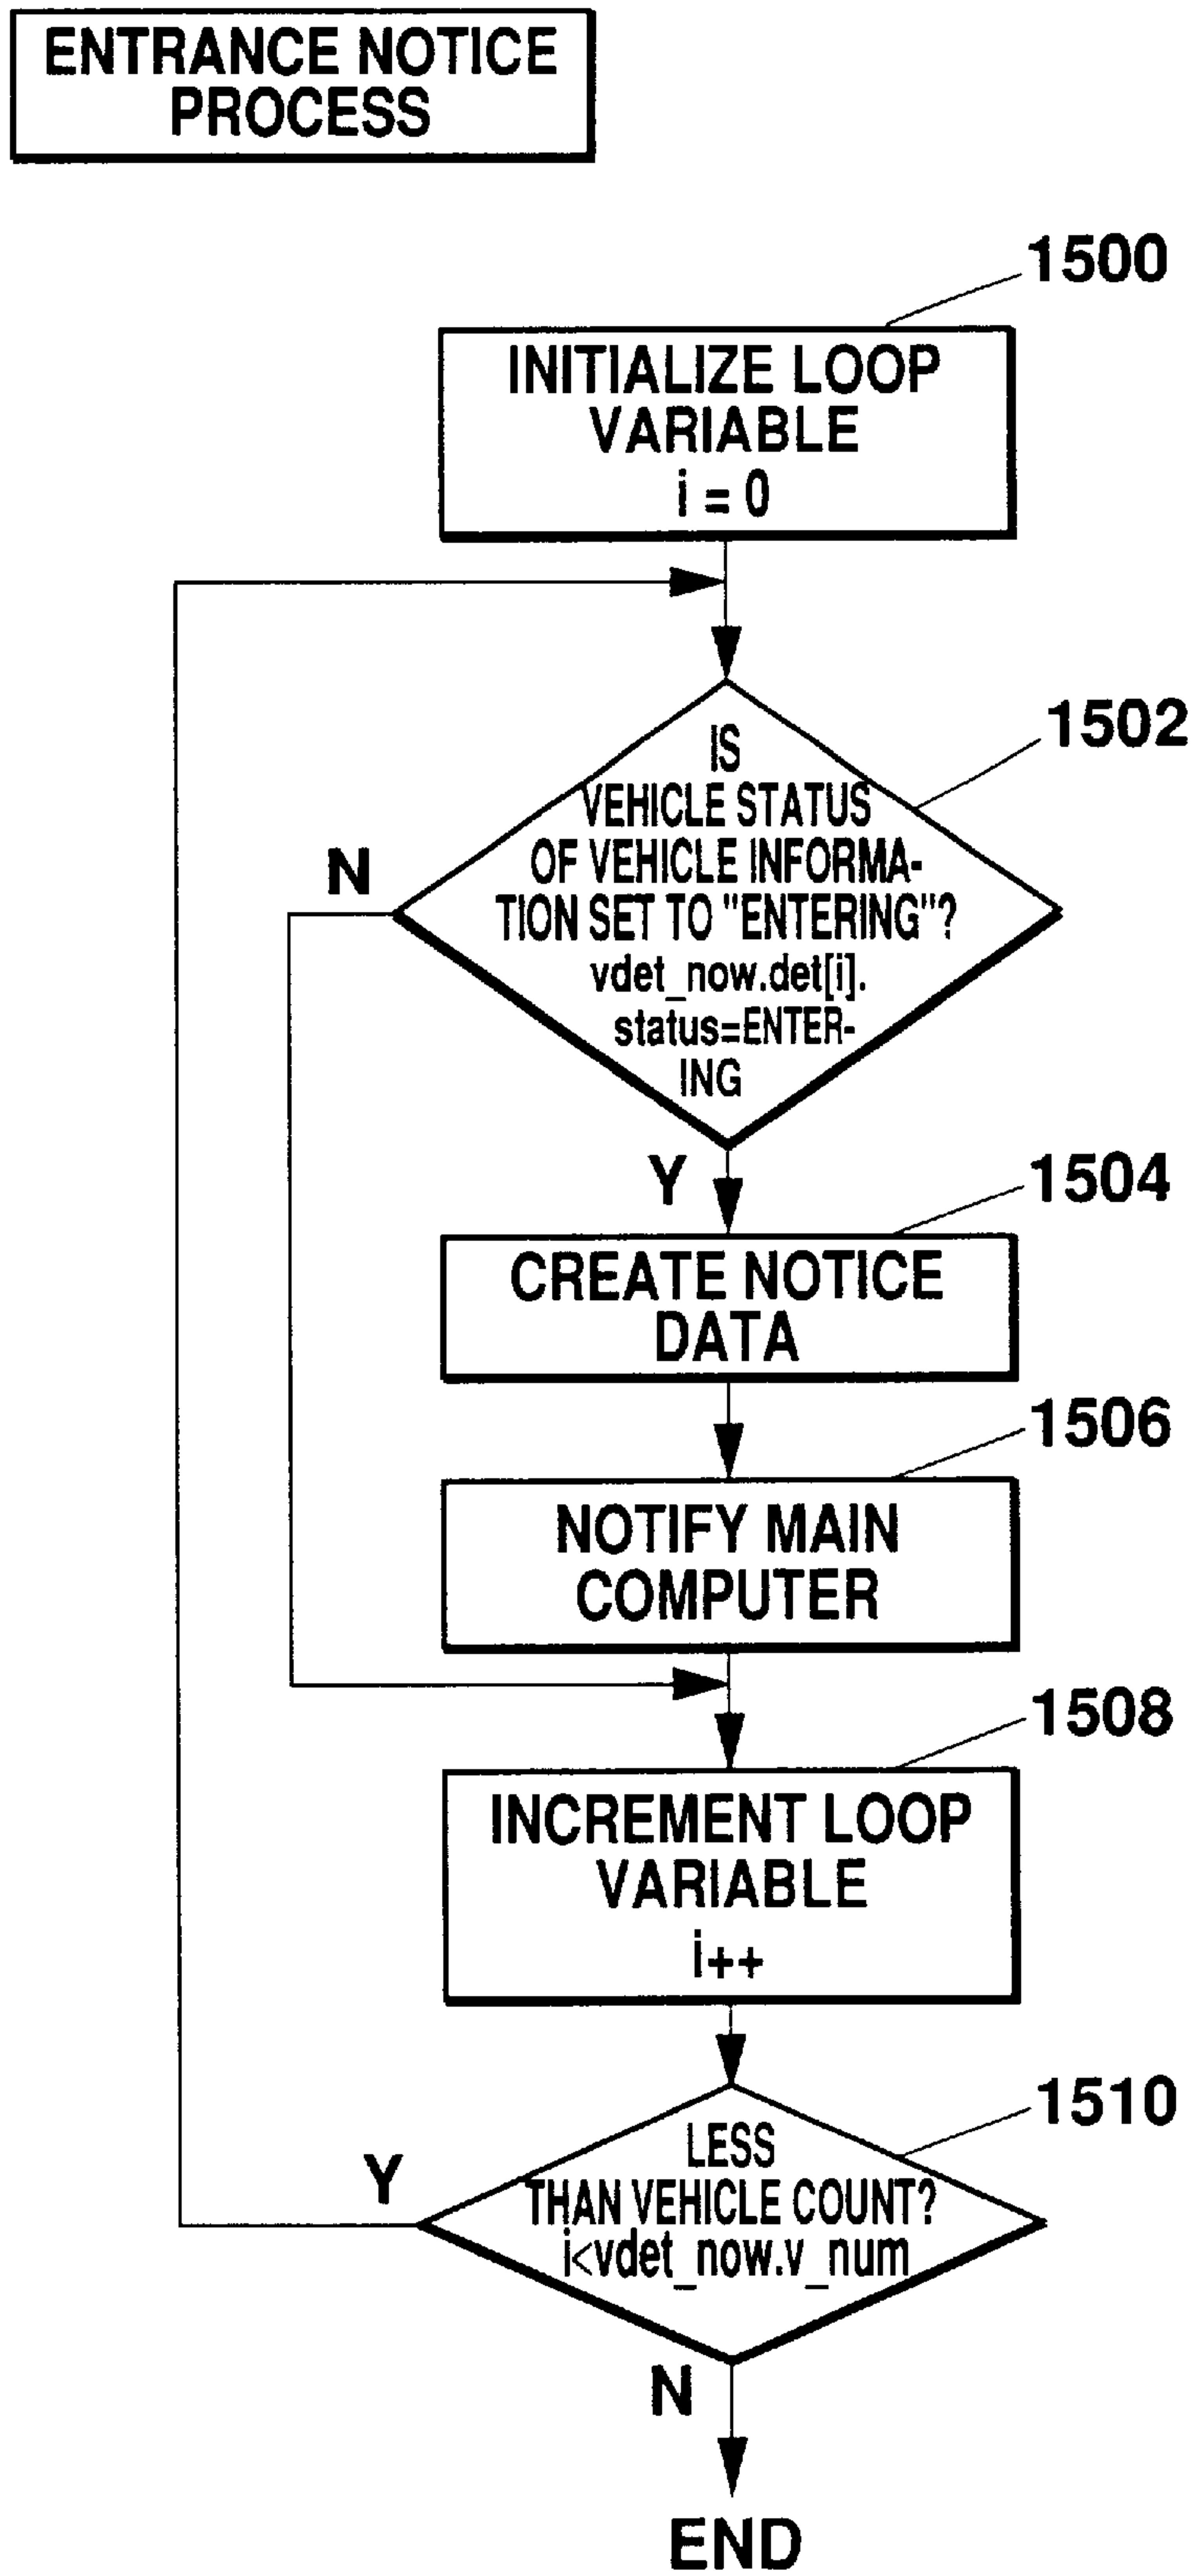 ENTRANCE NOTICE
PROCESS
1500
INITIALIZE LOOP
VARIABLE
i = 0
1502
IS
VEHICLE STATUS
OF VEHICLE INFORMA-
TION SET TO "ENTERING"?
vdet_now.det[i].
status=ENTER-
ING
N
Y
1504
CREATE NOTICE
DATA
1506
NOTIFY MAIN
COMPUTER
1508
INCREMENT LOOP
VARIABLE
i++
1510
LESS
THAN VEHICLE COUNT?
i<vdet_now.v_num
Y
N
END